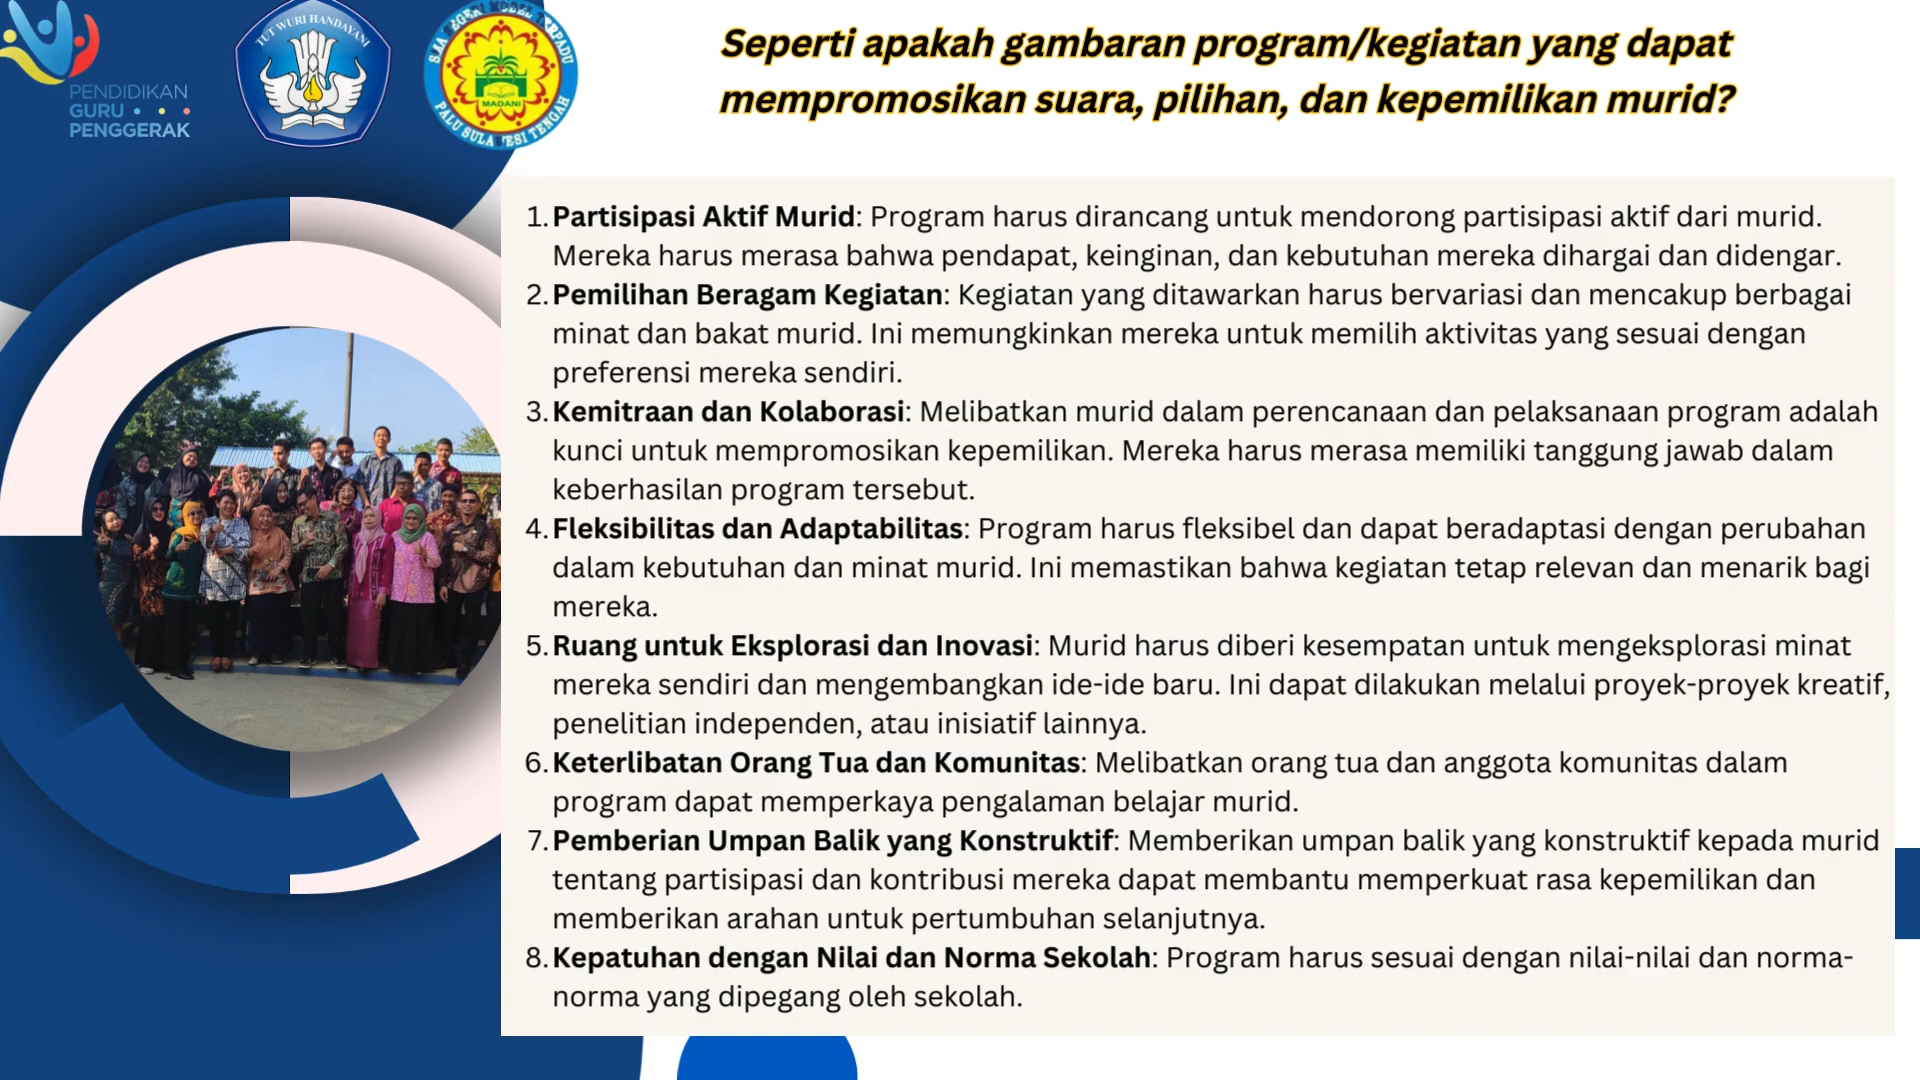 PENDIDIKAN
GURU
PENGGERAK
TUT WURI HANDAYANI
MADANI
Seperti apakah gambaran program/kegiatan yang dapat
mempromosikan suara, pilihan, dan kepemilikan murid?
1. Partisipasi Aktif Murid: Program harus dirancang untuk mendorong partisipasi aktif dari murid.
Mereka harus merasa bahwa pendapat, keinginan, dan kebutuhan mereka dihargai dan didengar.
2. Pemilihan Beragam Kegiatan: Kegiatan yang ditawarkan harus bervariasi dan mencakup berbagai
minat dan bakat murid. Ini memungkinkan mereka untuk memilih aktivitas yang sesuai dengan
preferensi mereka sendiri.
3. Kemitraan dan Kolaborasi: Melibatkan murid dalam perencanaan dan pelaksanaan program adalah
kunci untuk mempromosikan kepemilikan. Mereka harus merasa memiliki tanggung jawab dalam
keberhasilan program tersebut.
4. Fleksibilitas dan Adaptabilitas: Program harus fleksibel dan dapat beradaptasi dengan perubahan
dalam kebutuhan dan minat murid. Ini memastikan bahwa kegiatan tetap relevan dan menarik bagi
mereka.
5. Ruang untuk Eksplorasi dan Inovasi: Murid harus diberi kesempatan untuk mengeksplorasi minat
mereka sendiri dan mengembangkan ide-ide baru. Ini dapat dilakukan melalui proyek-proyek kreatif,
penelitian independen, atau inisiatif lainnya.
6. Keterlibatan Orang Tua dan Komunitas: Melibatkan orang tua dan anggota komunitas dalam
program dapat memperkaya pengalaman belajar murid.
7. Pemberian Umpan Balik yang Konstruktif: Memberikan umpan balik yang konstruktif kepada murid
tentang partisipasi dan kontribusi mereka dapat membantu memperkuat rasa kepemilikan dan
memberikan arahan untuk pertumbuhan selanjutnya.
8. Kepatuhan dengan Nilai dan Norma Sekolah: Program harus sesuai dengan nilai-nilai dan norma-
norma yang dipegang oleh sekolah.